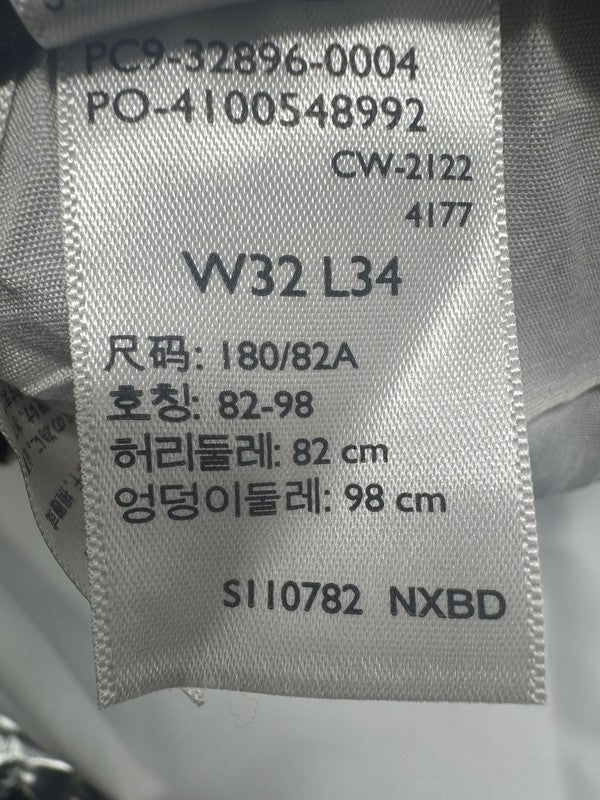 PC9-32896-0004
PO-4100548992
CW-2122
4177
W32 L34
尺码: 180/82A
호칭: 82-98
허리둘레: 82 cm
엉덩이둘레: 98 cm
S110782 NXBD